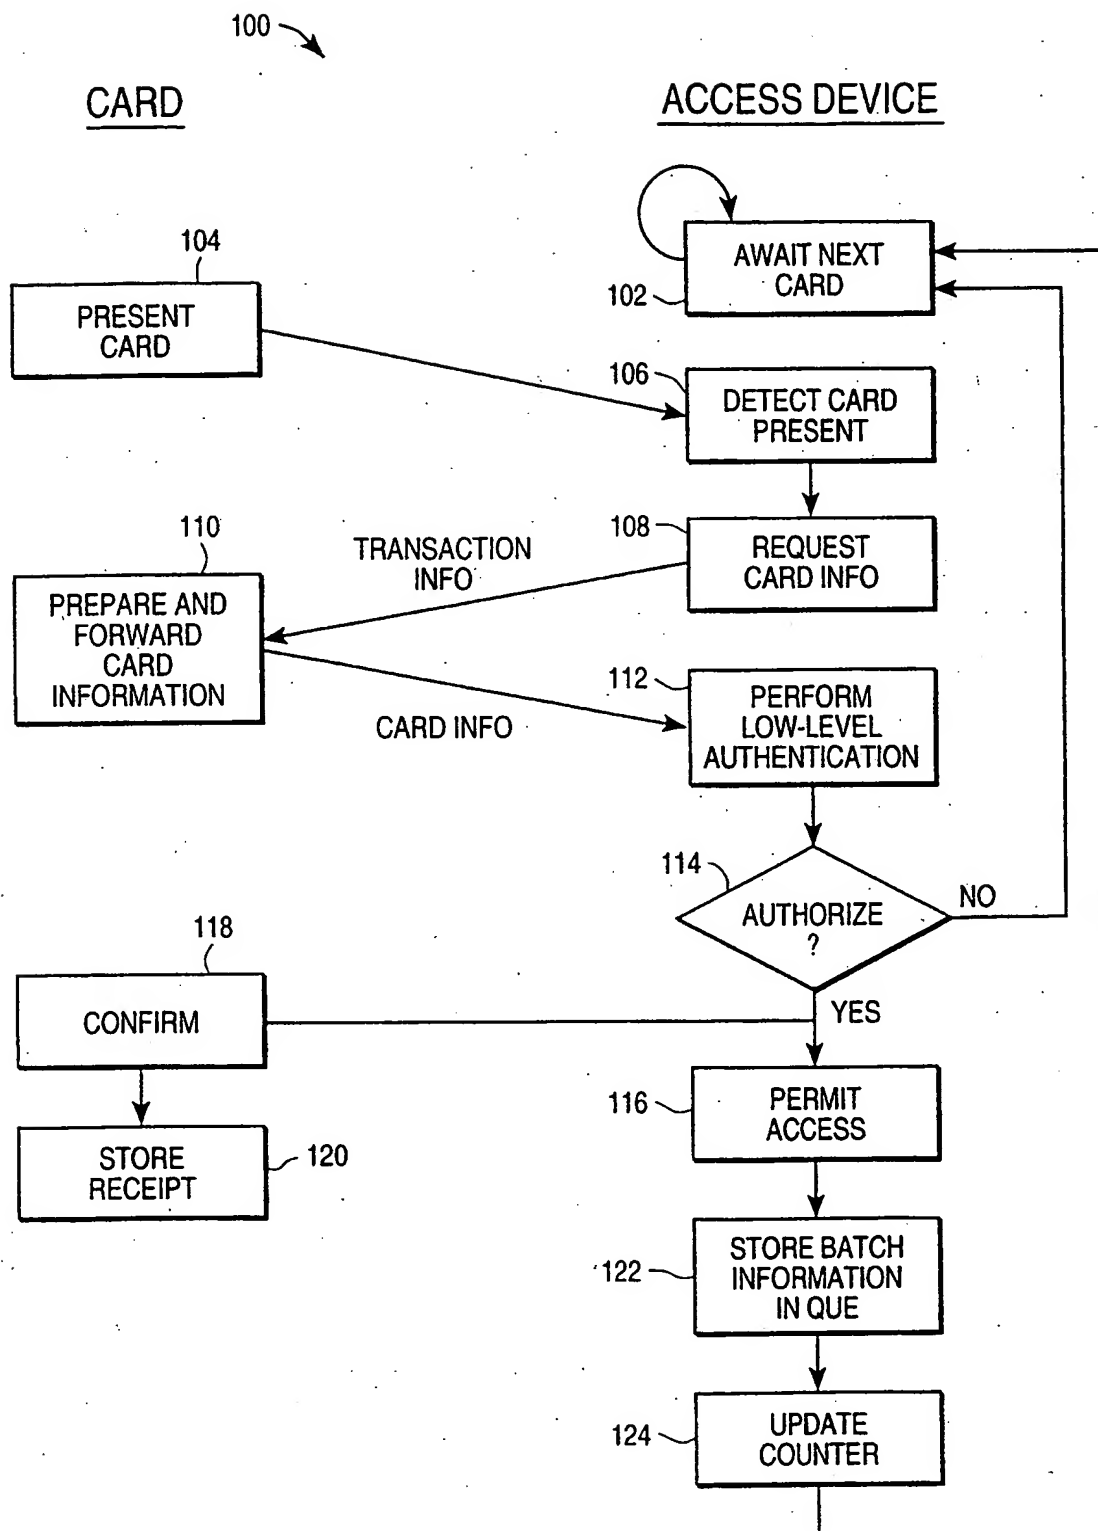 100
CARD
ACCESS DEVICE
104
PRESENT
CARD
AWAIT NEXT
CARD
102
106
DETECT CARD
PRESENT
110
PREPARE AND
FORWARD
CARD
INFORMATION
TRANSACTION
INFO
108
REQUEST
CARD INFO
CARD INFO
112
PERFORM
LOW-LEVEL
AUTHENTICATION
114
AUTHORIZE
?
NO
YES
118
CONFIRM
116
PERMIT
ACCESS
STORE
RECEIPT
120
122
STORE BATCH
INFORMATION
IN QUE
124
UPDATE
COUNTER